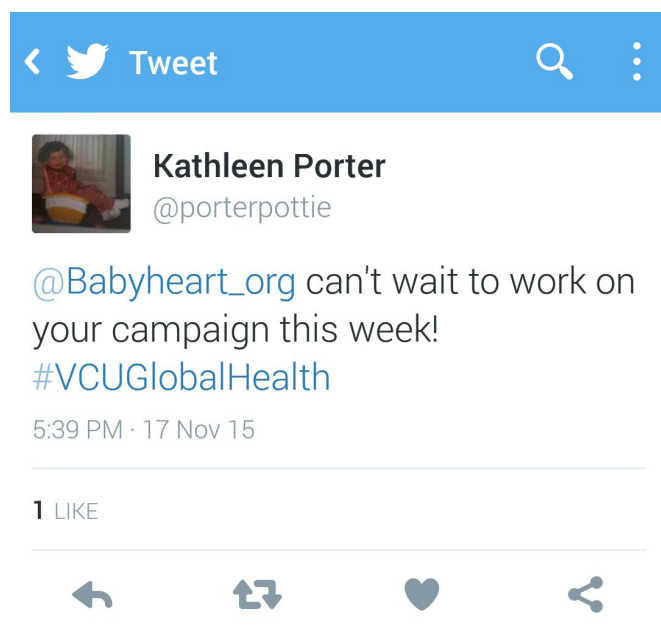 Tweet
Kathleen Porter
@porterpottie
@Babyheart_org can't wait to work on
your campaign this week!
#VCUGlobalHealth
5:39 PM · 17 Nov 15
1 LIKE